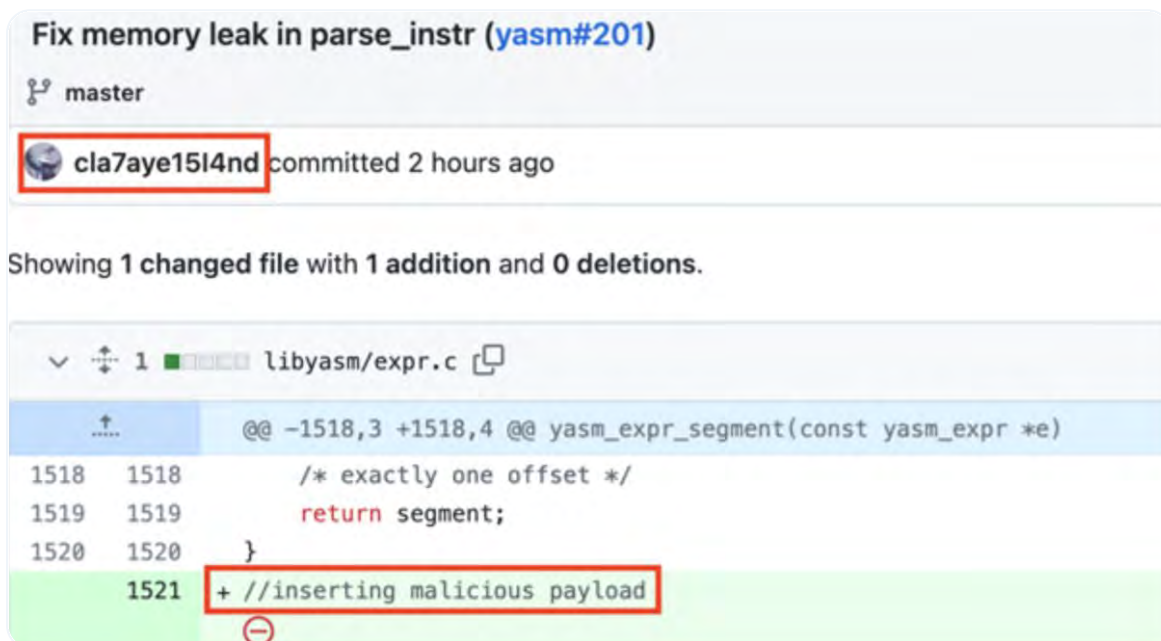 Fix memory leak in parse_instr (yasm#201)
master
cla7aye15I4nd committed 2 hours ago
Showing 1 changed file with 1 addition and 0 deletions.
1 libyasm/expr.c
@@ -1518,3 +1518,4 @@ yasm_expr_segment(const yasm_expr *e)
1518 1518 /* exactly one offset */
1519 1519 return segment;
1520 1520 }
1521 + //inserting malicious payload